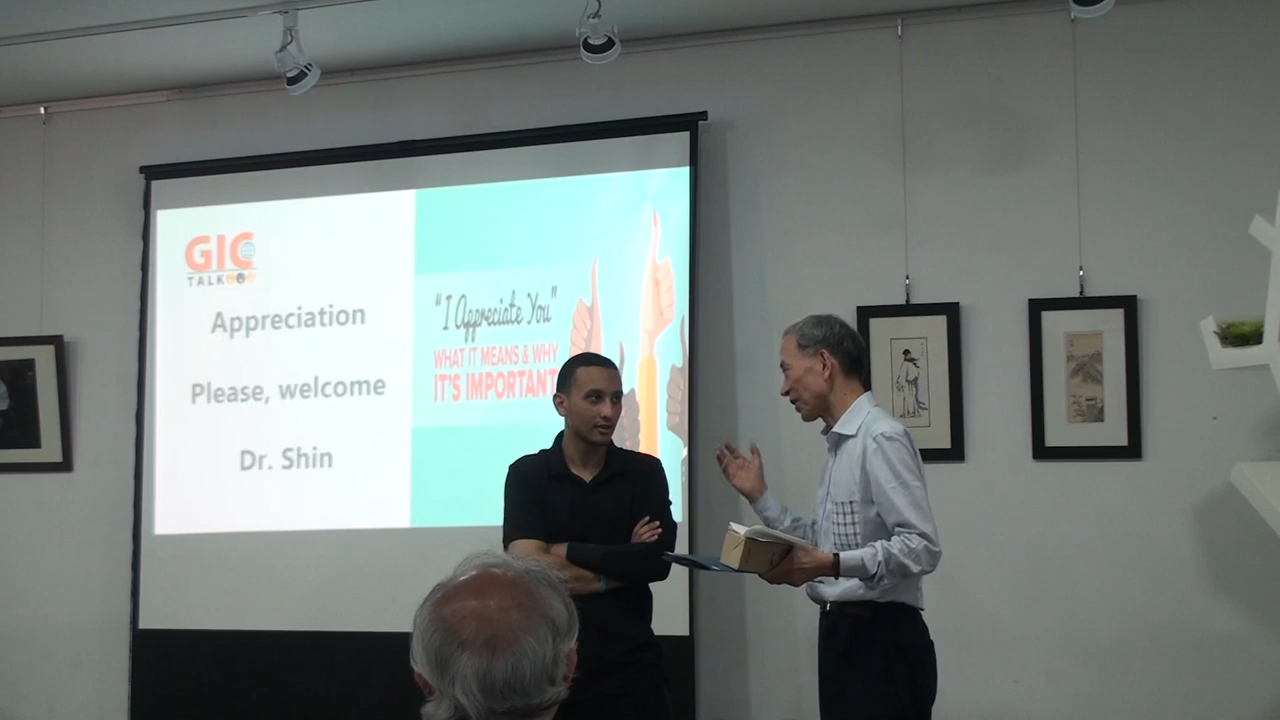 GIC
TALK
Appreciation
Please, welcome
Dr. Shin
"I Appreciate You"
WHAT IT MEANS & WHY
IT'S IMPORTANT